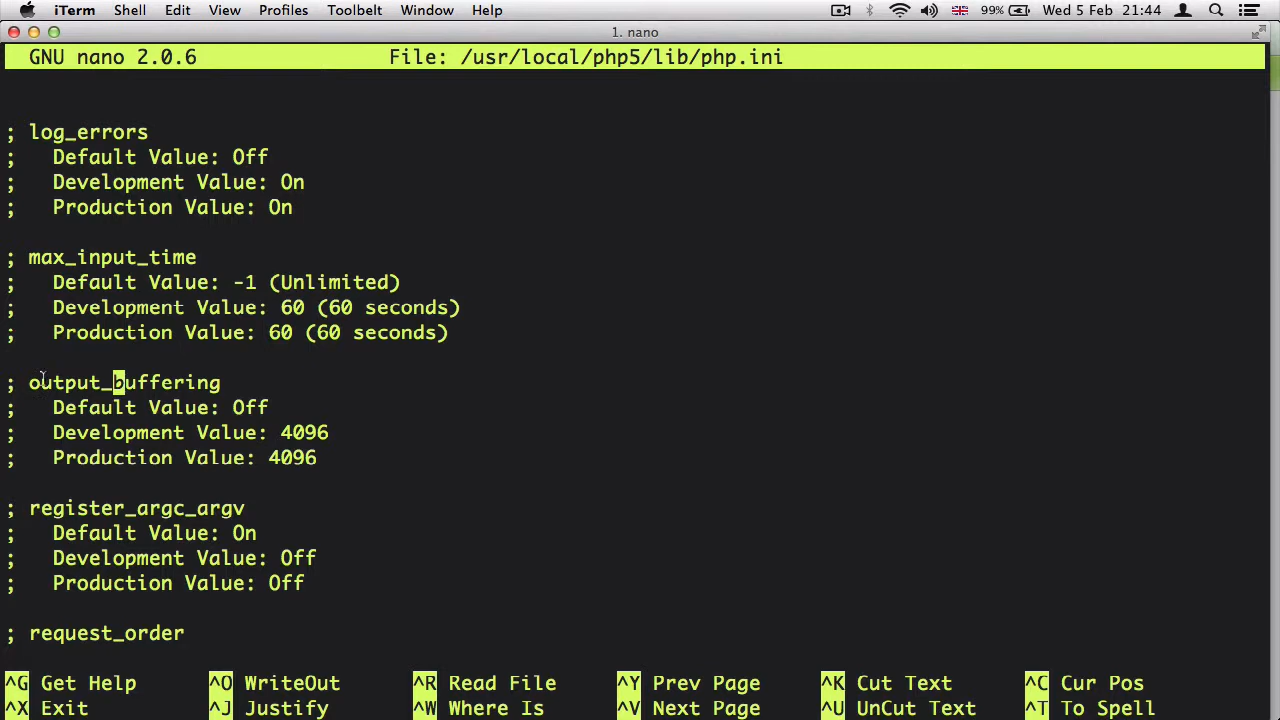 iTerm Shell Edit View Profiles Toolbelt Window Help 99% Wed 5 Feb 21:44
1. nano
GNU nano 2.0.6 File: /usr/local/php5/lib/php.ini
; log_errors
;   Default Value: Off
;   Development Value: On
;   Production Value: On
; max_input_time
;   Default Value: -1 (Unlimited)
;   Development Value: 60 (60 seconds)
;   Production Value: 60 (60 seconds)
; output_buffering
;   Default Value: Off
;   Development Value: 4096
;   Production Value: 4096
; register_argc_argv
;   Default Value: On
;   Development Value: Off
;   Production Value: Off
; request_order
^G Get Help ^O WriteOut ^R Read File ^Y Prev Page ^K Cut Text ^C Cur Pos
^X Exit ^J Justify ^W Where Is ^V Next Page ^U UnCut Text ^T To Spell